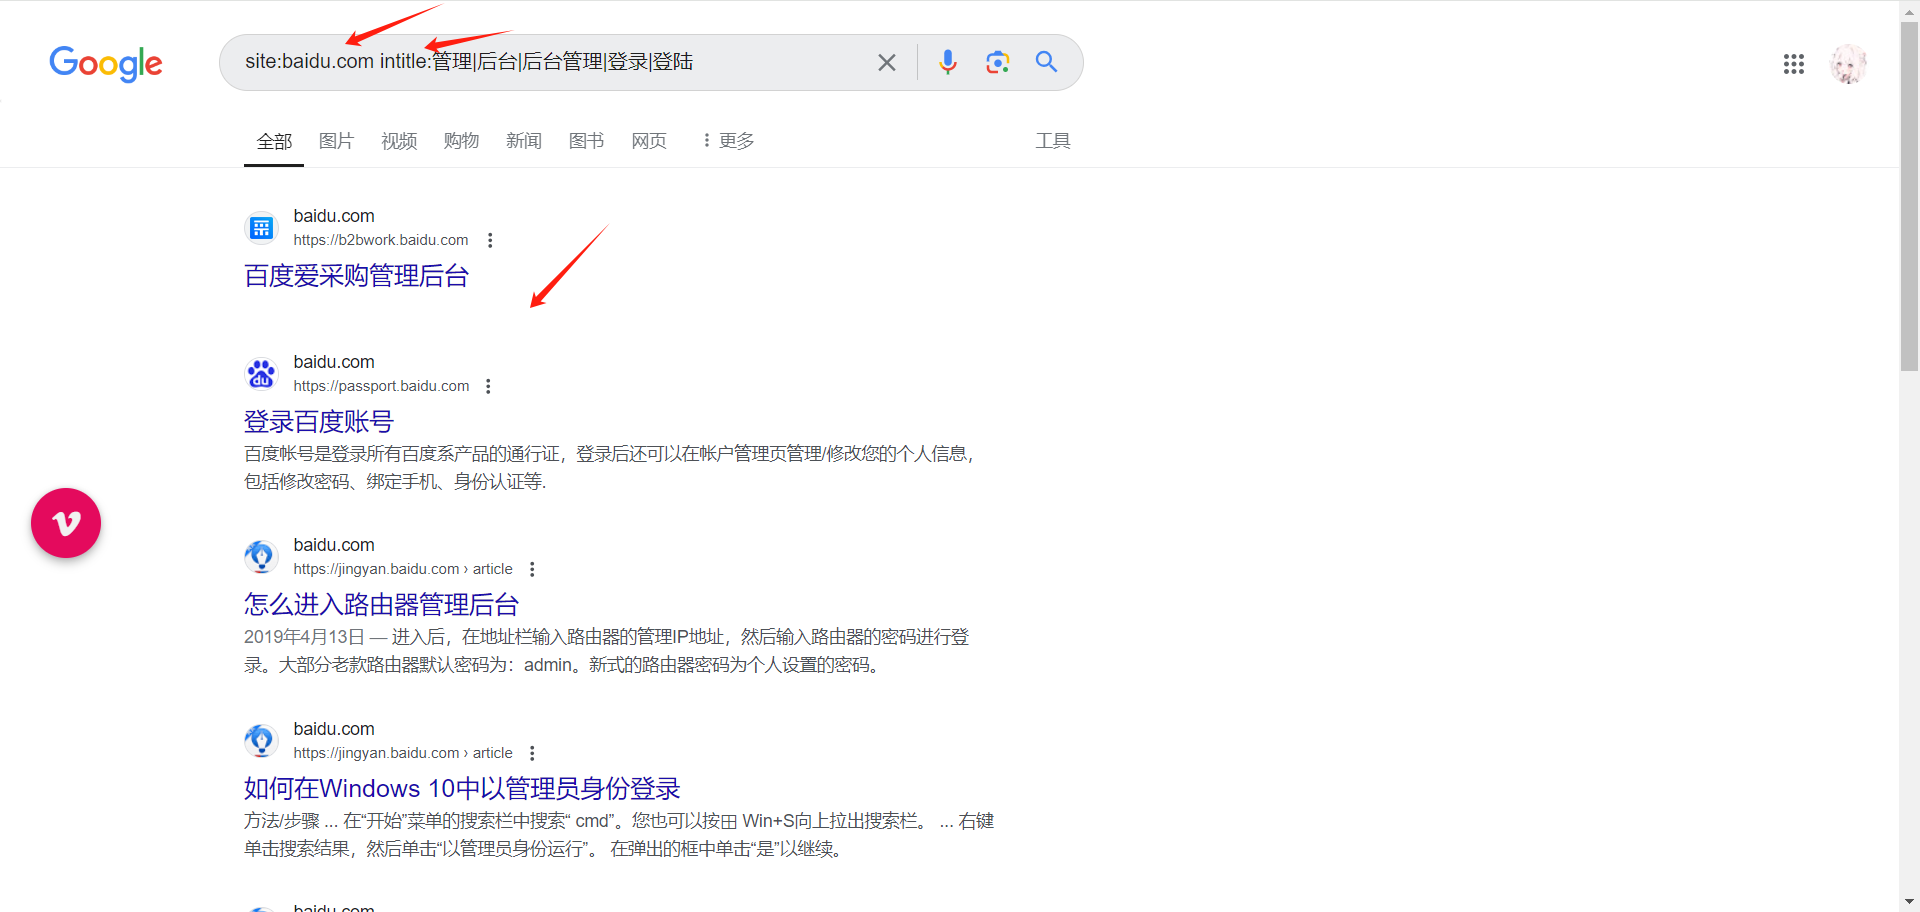 Google
site:baidu.com intitle:管理|后台|后台管理|登录|登陆
全部 图片 视频 购物 新闻 图书 网页 更多 工具
baidu.com
https://b2bwork.baidu.com
百度爱采购管理后台
baidu.com
https://passport.baidu.com
登录百度账号
百度帐号是登录所有百度系产品的通行证，登录后还可以在帐户管理页管理/修改您的个人信息，
包括修改密码、绑定手机、身份认证等.
baidu.com
https://jingyan.baidu.com › article
怎么进入路由器管理后台
2019年4月13日 — 进入后，在地址栏输入路由器的管理IP地址，然后输入路由器的密码进行登
录。大部分老款路由器默认密码为：admin。新式的路由器密码为个人设置的密码。
baidu.com
https://jingyan.baidu.com › article
如何在Windows 10中以管理员身份登录
方法/步骤 ... 在“开始”菜单的搜索栏中搜索“ cmd”。您也可以按田 Win+S向上拉出搜索栏。 ... 右键
单击搜索结果，然后单击“以管理员身份运行”。 在弹出的框中单击“是”以继续。
baidu.com